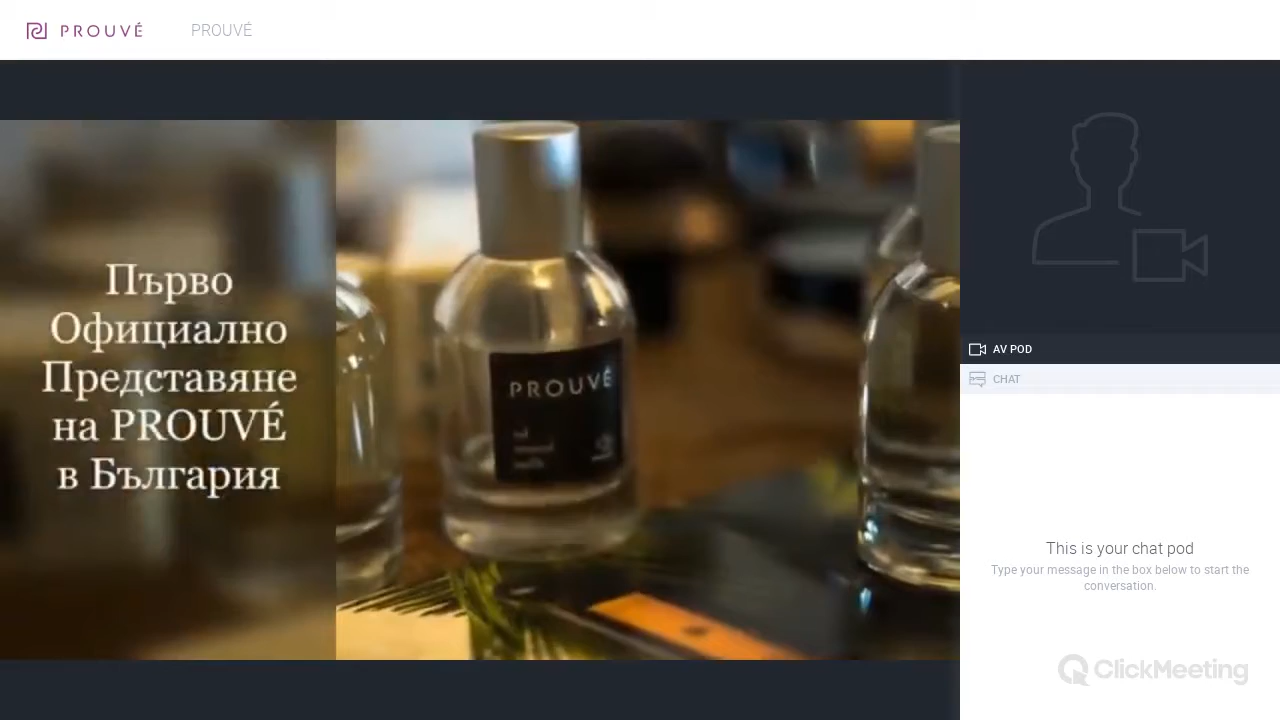 PROUVÉ
PROUVÉ
Първо
Официално
Представяне
на PROUVÉ
в България
PROUVÉ
AV POD
CHAT
This is your chat pod
Type your message in the box below to start the
conversation.
ClickMeeting